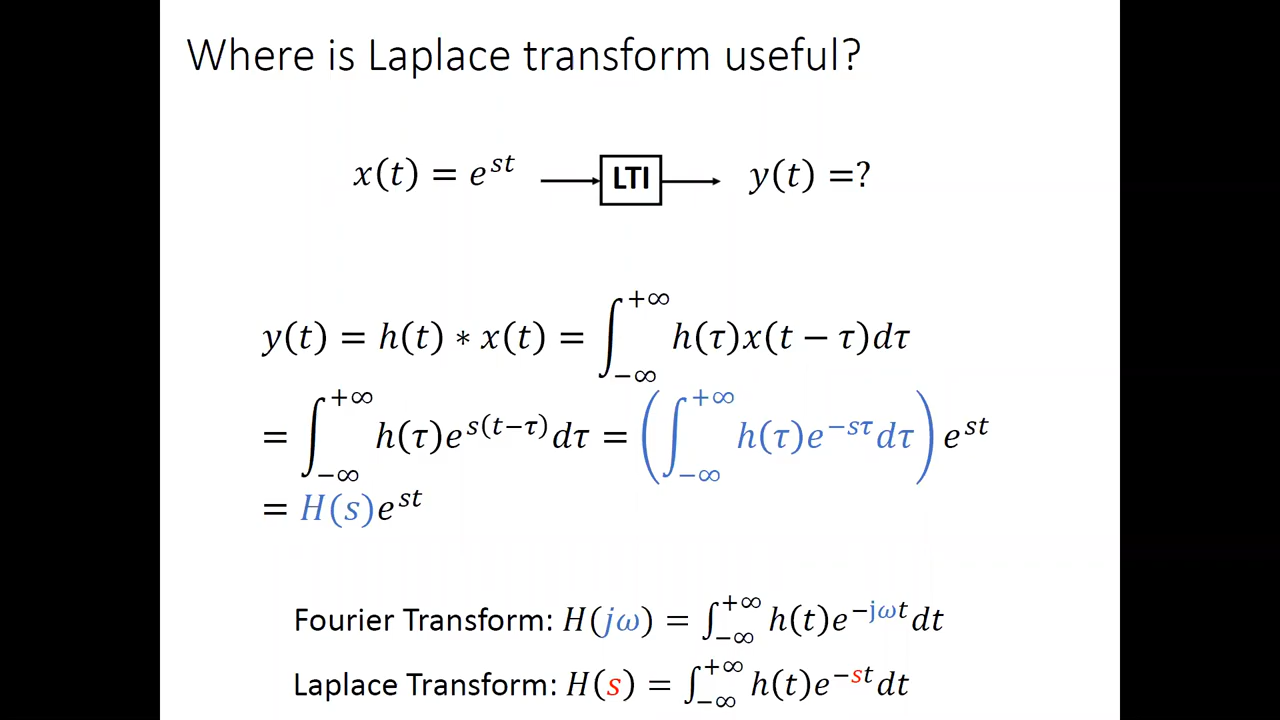 Where is Laplace transform useful?
x(t) = e^{st} → LTI → y(t) =?
y(t) = h(t) ∗ x(t) = ∫_{−∞}^{+∞} h(τ)x(t − τ)dτ
= ∫_{−∞}^{+∞} h(τ)e^{s(t−τ)}dτ = (∫_{−∞}^{+∞} h(τ)e^{−sτ}dτ) e^{st}
= H(s)e^{st}
Fourier Transform: H(jω) = ∫_{−∞}^{+∞} h(t)e^{−jωt}dt
Laplace Transform: H(s) = ∫_{−∞}^{+∞} h(t)e^{−st}dt